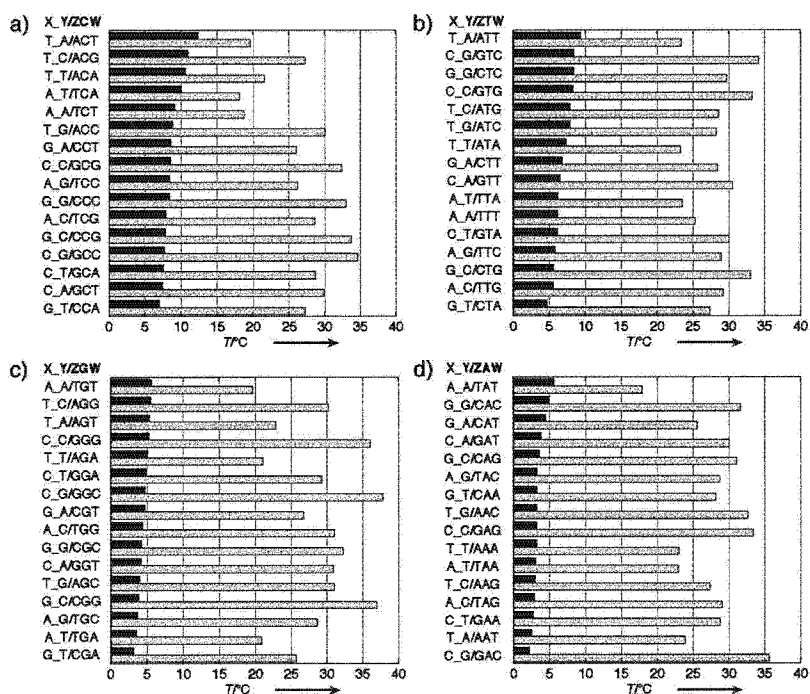 a) X_Y/ZCW
T_A/ACT
T_C/ACG
T_T/ACA
A_T/TCA
A_A/TCT
T_G/ACC
G_A/CCT
C_C/GCG
A_G/TCC
G_G/CCC
A_C/TCG
G_C/CCG
C_G/GCC
C_T/GCA
C_A/GCT
G_T/CCA
0 5 10 15 20 25 30 35 40
T/°C
b) X_Y/ZTW
T_A/ATT
C_G/GTC
G_G/CTC
C_C/GTG
T_C/ATG
T_G/ATC
T_T/ATA
G_A/CTT
C_A/GTT
A_T/TTA
A_A/TTT
C_T/GTA
A_G/TTC
G_C/CTG
A_C/TTG
G_T/CTA
0 5 10 15 20 25 30 35 40
T/°C
c) X_Y/ZGW
A_A/TGT
T_C/AGG
T_A/AGT
C_C/GGG
T_T/AGA
C_T/GGA
C_G/GGC
G_A/CGT
A_C/TGG
G_G/CGC
C_A/GGT
T_G/AGC
G_C/CGG
A_G/TGC
A_T/TGA
G_T/CGA
0 5 10 15 20 25 30 35 40
T/°C
d) X_Y/ZAW
A_A/TAT
G_G/CAC
G_A/CAT
C_A/GAT
G_C/CAG
A_G/TAC
G_T/CAA
T_G/AAC
C_C/GAG
T_T/AAA
A_T/TAA
T_C/AAG
A_C/TAG
C_T/GAA
T_A/AAT
C_G/GAC
0 5 10 15 20 25 30 35 40
T/°C